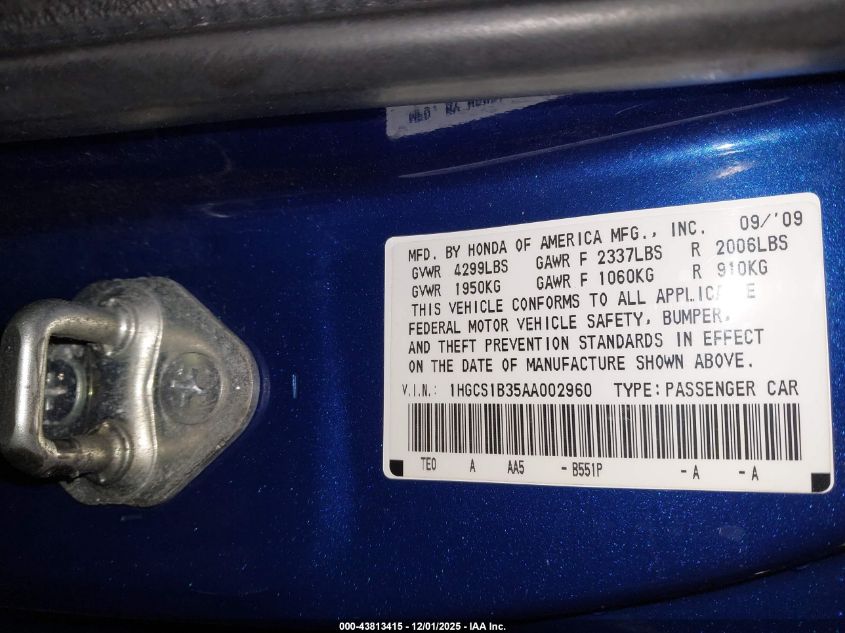 MFD. BY HONDA OF AMERICA MFG., INC. 09/'09
GVWR 4299LBS GAWR F 2337LBS R 2006LBS
GVWR 1950KG GAWR F 1060KG R 910KG
THIS VEHICLE CONFORMS TO ALL APPLIC E
FEDERAL MOTOR VEHICLE SAFETY, BUMPER,
AND THEFT PREVENTION STANDARDS IN EFFECT
ON THE DATE OF MANUFACTURE SHOWN ABOVE.
V.I.N.: 1HGCS1B35AA002960 TYPE: PASSENGER CAR
TE0 A AA5 - B551P - A - A
000-43813415 - 12/01/2025 - IAA Inc.